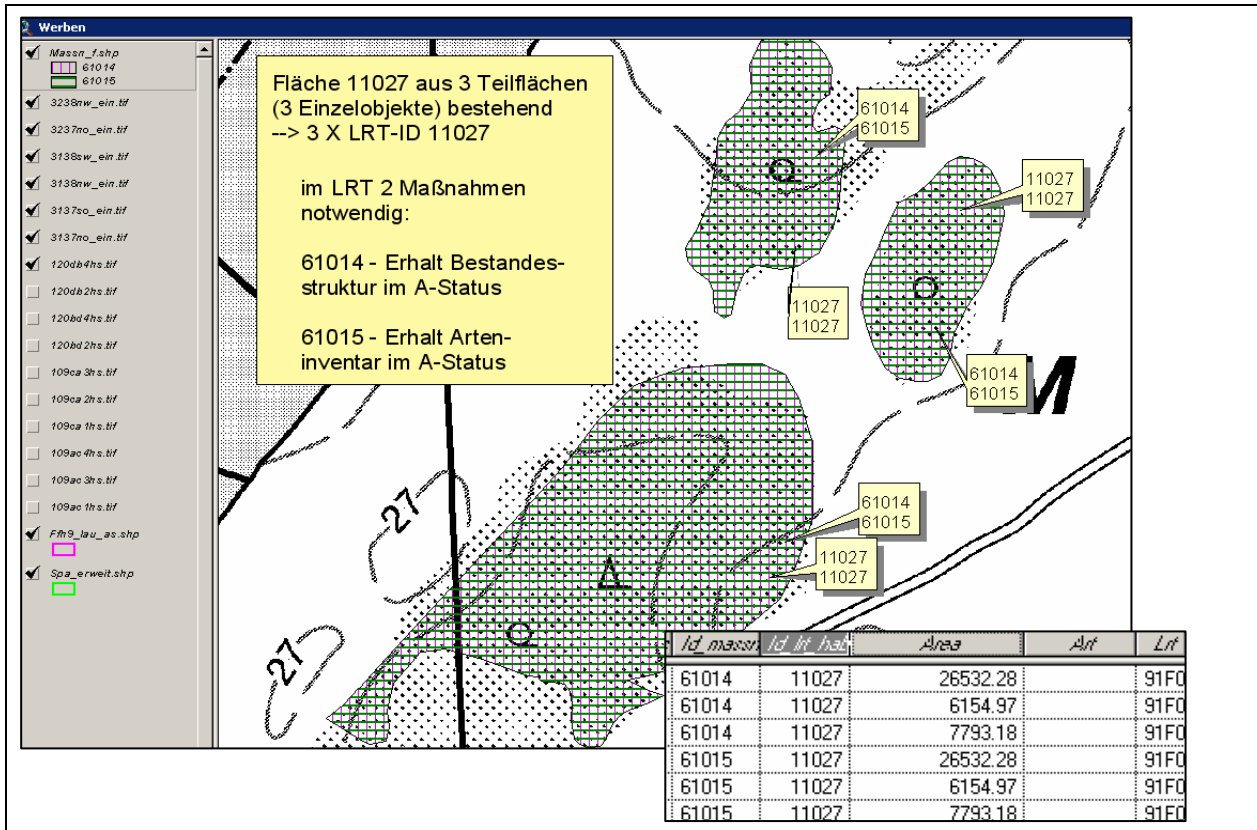 Werben
Massn_f.shp
61014
61015
3238nw_ein.tif
3237no_ein.tif
3138sw_ein.tif
3138nw_ein.tif
3137so_ein.tif
3137no_ein.tif
120db4hs.tif
120db2hs.tif
120bd4hs.tif
120bd2hs.tif
109ca3hs.tif
109ca2hs.tif
109ca1hs.tif
109ac4hs.tif
109ac3hs.tif
109ac1hs.tif
Ffh9_lau_as.shp
Spa_erweit.shp
Fläche 11027 aus 3 Teilflächen
(3 Einzelobjekte) bestehend
--> 3 X LRT-ID 11027
im LRT 2 Maßnahmen
notwendig:
61014 - Erhalt Bestandes-
struktur im A-Status
61015 - Erhalt Arten-
inventar im A-Status
61014
61015
11027
11027
11027
11027
61014
61015
M
61014
61015
11027
11027
27
27
Id_massn Id_lrt_hab Area Art Lrt
61014 11027 26532.28 91F0
61014 11027 6154.97 91F0
61014 11027 7793.18 91F0
61015 11027 26532.28 91F0
61015 11027 6154.97 91F0
61015 11027 7793.18 91F0